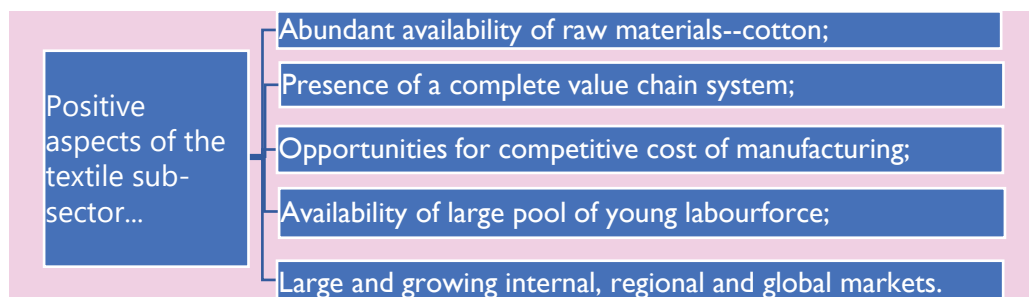 Positive
aspects of the
textile sub-
sector...
Abundant availability of raw materials--cotton;
Presence of a complete value chain system;
Opportunities for competitive cost of manufacturing;
Availability of large pool of young labourforce;
Large and growing internal, regional and global markets.